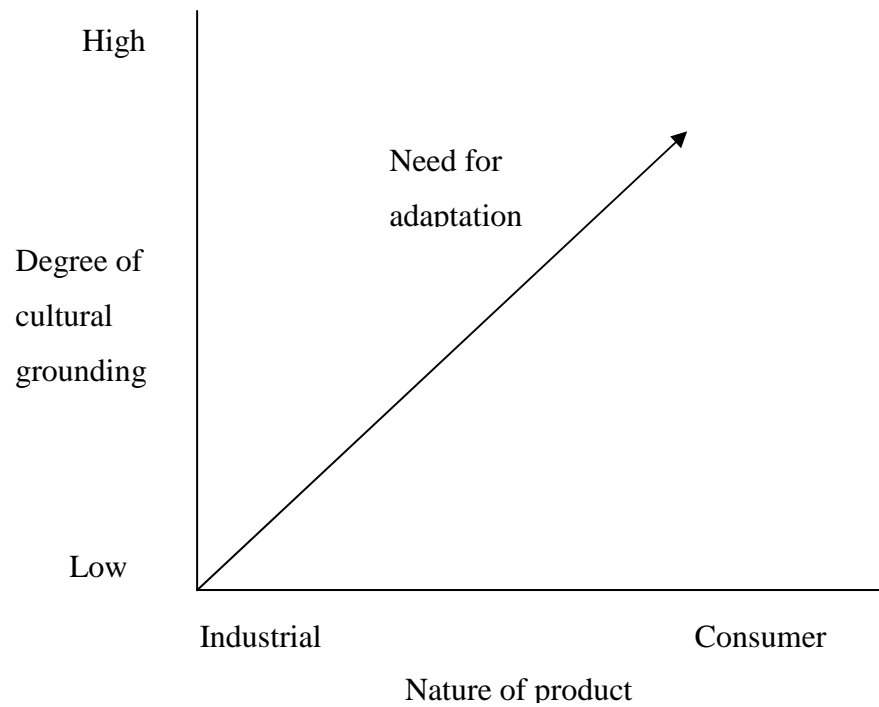 High
Need for
adaptation
Degree of
cultural
grounding
Low
Industrial
Consumer
Nature of product